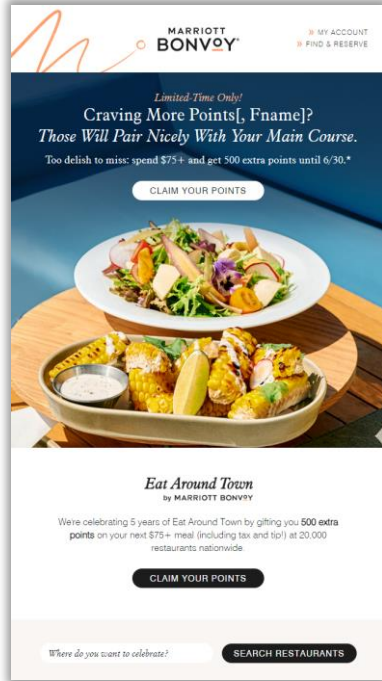 MARRIOTT
BONVOY®
» MY ACCOUNT
» FIND & RESERVE
Limited-Time Only!
Craving More Points[, Fname]?
Those Will Pair Nicely With Your Main Course.
Too delish to miss: spend $75+ and get 500 extra points until 6/30.*
CLAIM YOUR POINTS
Eat Around Town
by MARRIOTT BONVOY
We're celebrating 5 years of Eat Around Town by gifting you 500 extra
points on your next $75+ meal (including tax and tip!) at 20,000
restaurants nationwide.
CLAIM YOUR POINTS
Where do you want to celebrate?
SEARCH RESTAURANTS